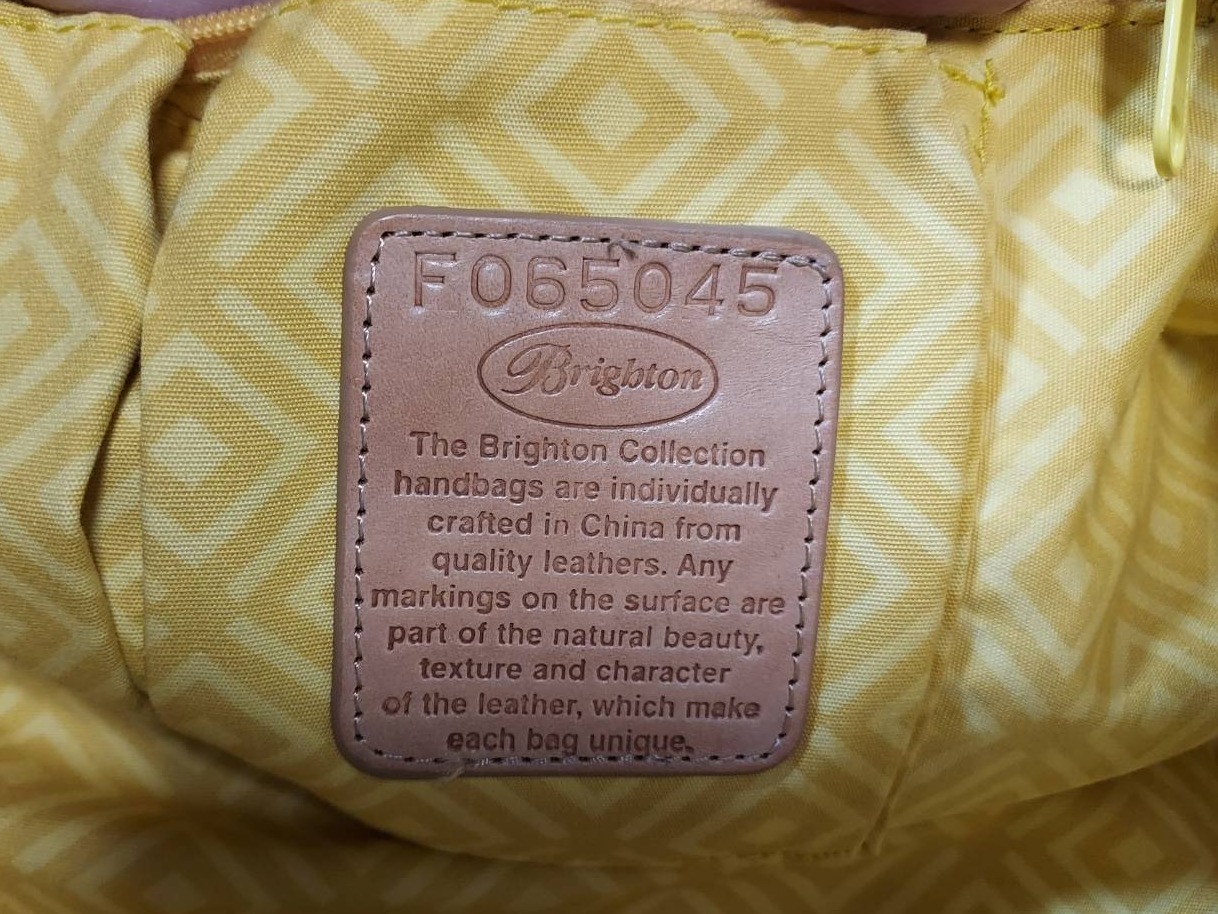 F065045
Brighton
The Brighton Collection
handbags are individually
crafted in China from
quality leathers. Any
markings on the surface are
part of the natural beauty,
texture and character
of the leather, which make
each bag unique.